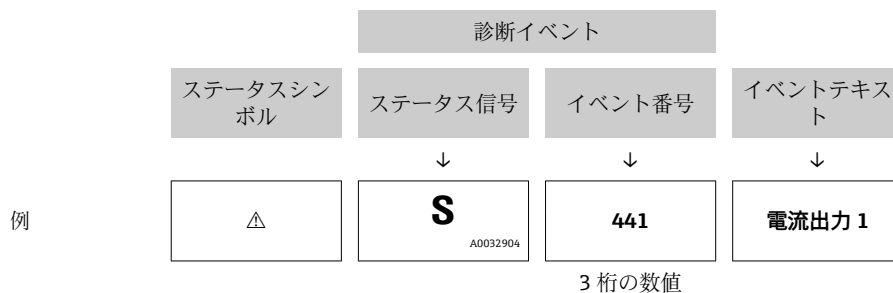 診断イベント
ステータスシン
ボル
ステータス信号
イベント番号
イベントテキス
ト
↓ ↓ ↓
例
⚠
S
A0032904
441
電流出力 1
3 桁の数値